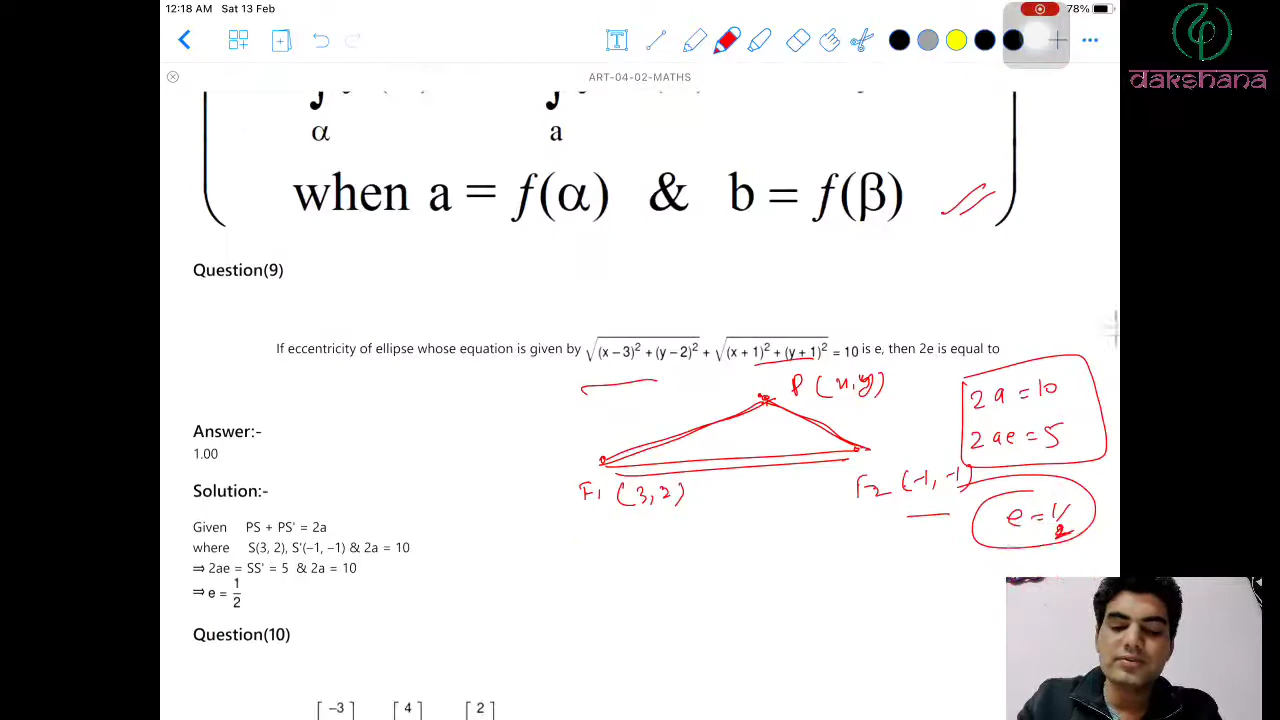 12:18 AM Sat 13 Feb
78%
T
ART-04-02-MATHS
dakshana
α a
when a = f(α) & b = f(β)
Question(9)
If eccentricity of ellipse whose equation is given by √(x – 3)² + (y – 2)² + √(x + 1)² + (y + 1)² = 10 is e, then 2e is equal to
P (x,y)
2a = 10
2ae = 5
F1 (3,2)
F2 (-1,-1)
e = 1/2
Answer:-
1.00
Solution:-
Given PS + PS' = 2a
where S(3, 2), S'(–1, –1) & 2a = 10
⇒ 2ae = SS' = 5 & 2a = 10
⇒ e = 1/2
Question(10)
[ –3 ] [ 4 ] [ 2 ]